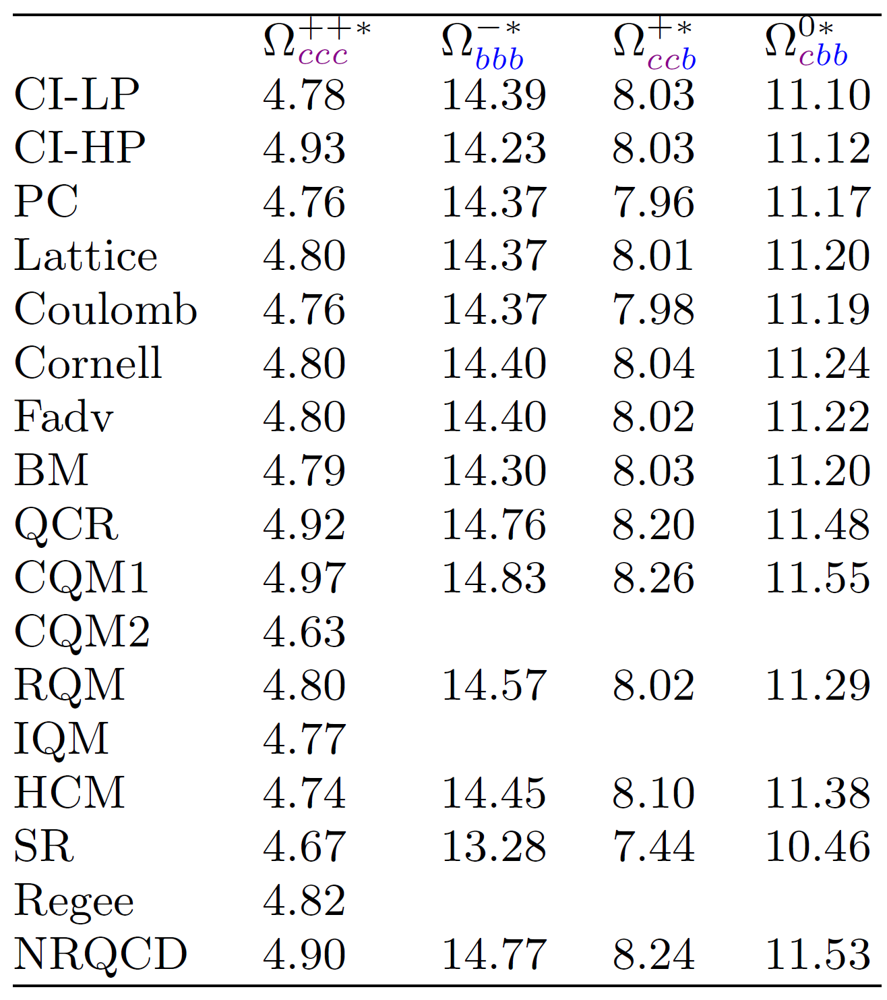 Ω++*ccc Ω−*bbb Ω+*ccb Ω0*cbb
CI-LP 4.78 14.39 8.03 11.10
CI-HP 4.93 14.23 8.03 11.12
PC 4.76 14.37 7.96 11.17
Lattice 4.80 14.37 8.01 11.20
Coulomb 4.76 14.37 7.98 11.19
Cornell 4.80 14.40 8.04 11.24
Fadv 4.80 14.40 8.02 11.22
BM 4.79 14.30 8.03 11.20
QCR 4.92 14.76 8.20 11.48
CQM1 4.97 14.83 8.26 11.55
CQM2 4.63
RQM 4.80 14.57 8.02 11.29
IQM 4.77
HCM 4.74 14.45 8.10 11.38
SR 4.67 13.28 7.44 10.46
Regee 4.82
NRQCD 4.90 14.77 8.24 11.53